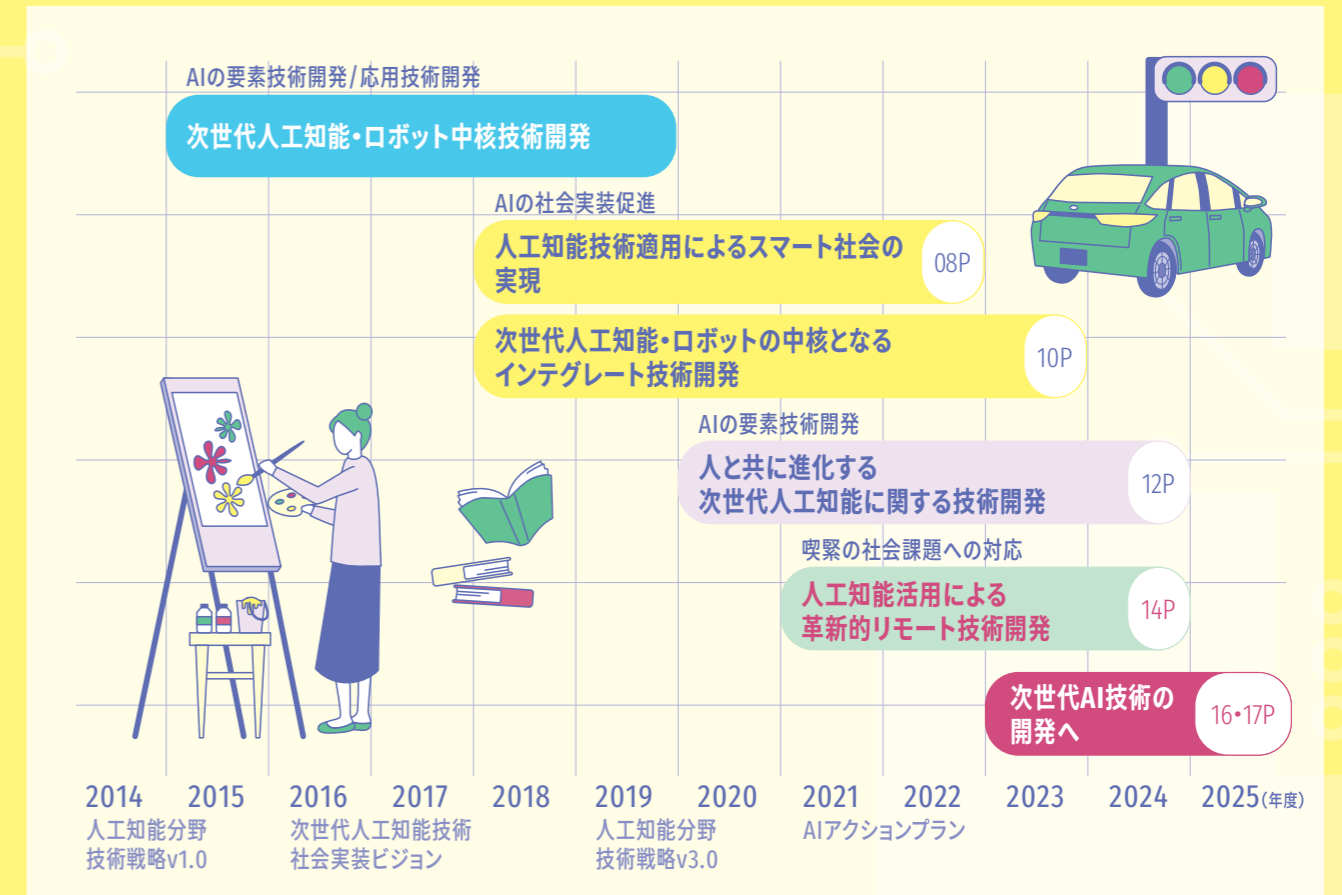 AIの要素技術開発/応用技術開発
次世代人工知能・ロボット中核技術開発
AIの社会実装促進
人工知能技術適用によるスマート社会の
実現
08P
次世代人工知能・ロボットの中核となる
インテグレート技術開発
10P
AIの要素技術開発
人と共に進化する
次世代人工知能に関する技術開発
12P
喫緊の社会課題への対応
人工知能活用による
革新的リモート技術開発
14P
次世代AI技術の
開発へ
16・17P
2014 2015 2016 2017 2018 2019 2020 2021 2022 2023 2024 2025(年度)
人工知能分野
技術戦略v1.0
次世代人工知能技術
社会実装ビジョン
人工知能分野
技術戦略v3.0
AIアクションプラン